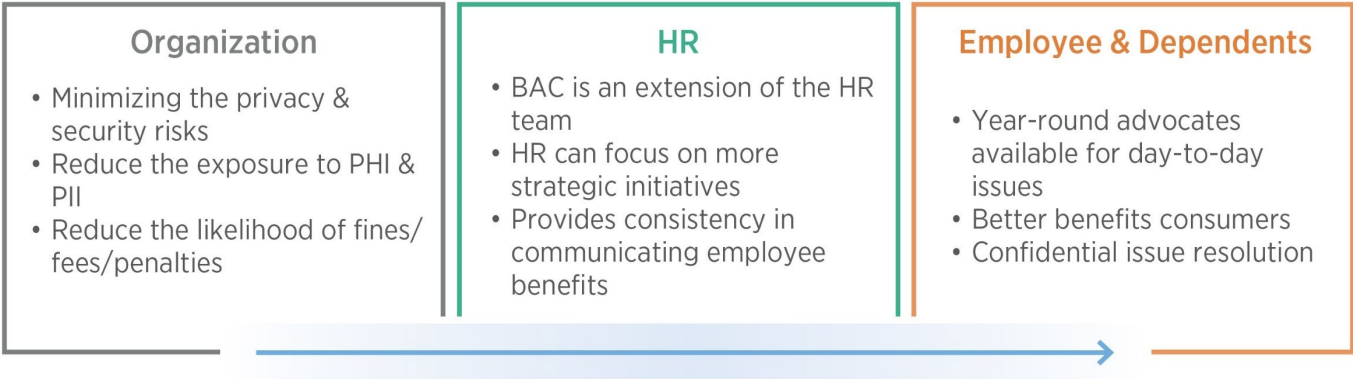 Organization
• Minimizing the privacy &
security risks
• Reduce the exposure to PHI &
PII
• Reduce the likelihood of fines/
fees/penalties
HR
• BAC is an extension of the HR
team
• HR can focus on more
strategic initiatives
• Provides consistency in
communicating employee
benefits
Employee & Dependents
• Year-round advocates
available for day-to-day
issues
• Better benefits consumers
• Confidential issue resolution